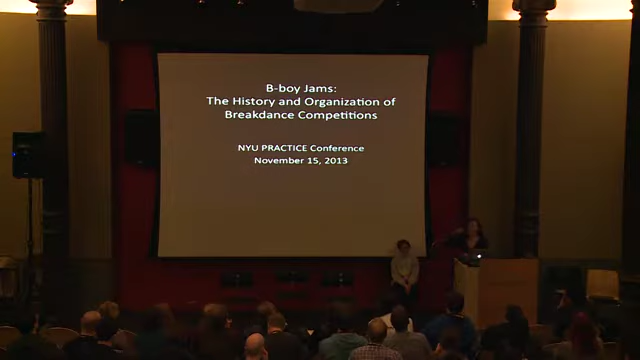 B-boy Jams:
The History and Organization of
Breakdance Competitions
NYU PRACTICE Conference
November 15, 2013